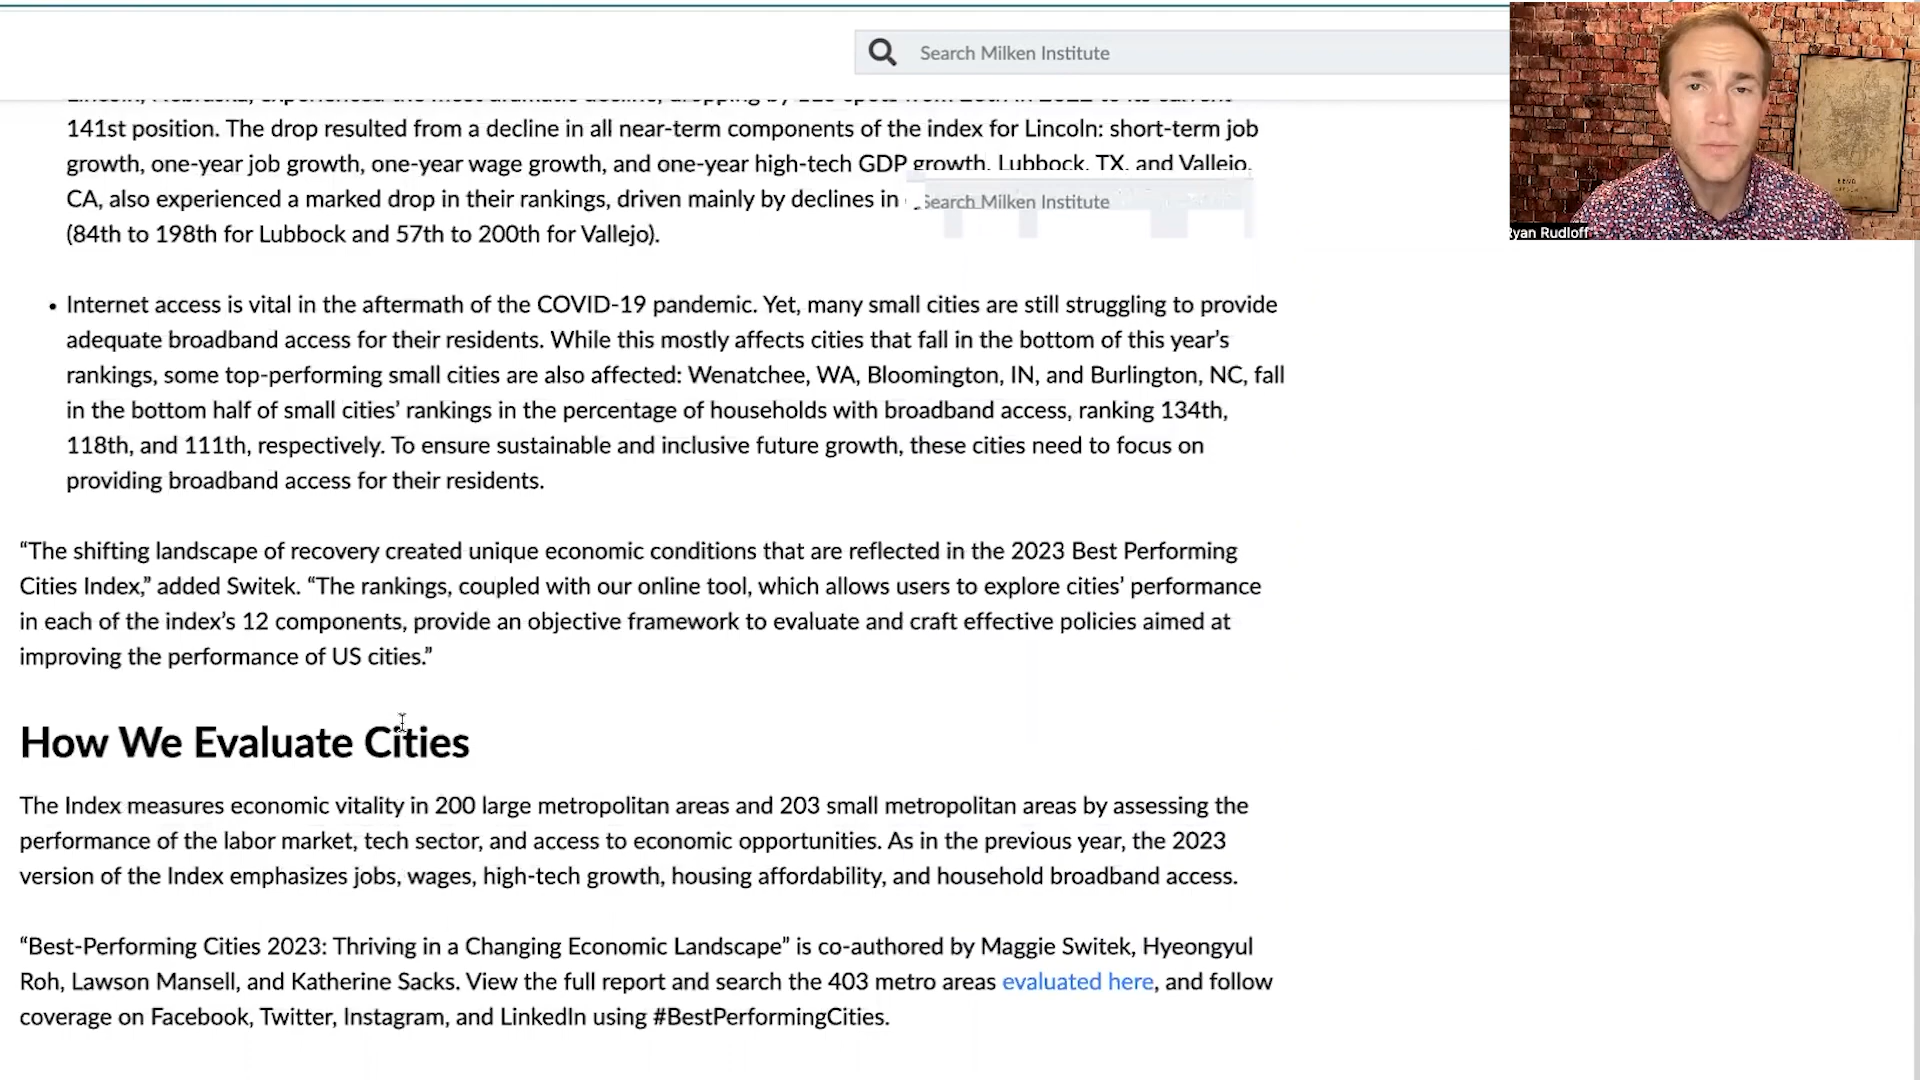 Search Milken Institute
141st position. The drop resulted from a decline in all near-term components of the index for Lincoln: short-term job
growth, one-year job growth, one-year wage growth, and one-year high-tech GDP growth. Lubbock, TX, and Vallejo,
CA, also experienced a marked drop in their rankings, driven mainly by declines in
Search Milken Institute
(84th to 198th for Lubbock and 57th to 200th for Vallejo).
Ryan Rudloff
• Internet access is vital in the aftermath of the COVID-19 pandemic. Yet, many small cities are still struggling to provide
adequate broadband access for their residents. While this mostly affects cities that fall in the bottom of this year’s
rankings, some top-performing small cities are also affected: Wenatchee, WA, Bloomington, IN, and Burlington, NC, fall
in the bottom half of small cities’ rankings in the percentage of households with broadband access, ranking 134th,
118th, and 111th, respectively. To ensure sustainable and inclusive future growth, these cities need to focus on
providing broadband access for their residents.
“The shifting landscape of recovery created unique economic conditions that are reflected in the 2023 Best Performing
Cities Index,” added Switek. “The rankings, coupled with our online tool, which allows users to explore cities’ performance
in each of the index’s 12 components, provide an objective framework to evaluate and craft effective policies aimed at
improving the performance of US cities.”
How We Evaluate Cities
The Index measures economic vitality in 200 large metropolitan areas and 203 small metropolitan areas by assessing the
performance of the labor market, tech sector, and access to economic opportunities. As in the previous year, the 2023
version of the Index emphasizes jobs, wages, high-tech growth, housing affordability, and household broadband access.
“Best-Performing Cities 2023: Thriving in a Changing Economic Landscape” is co-authored by Maggie Switek, Hyeongyul
Roh, Lawson Mansell, and Katherine Sacks. View the full report and search the 403 metro areas evaluated here, and follow
coverage on Facebook, Twitter, Instagram, and LinkedIn using #BestPerformingCities.